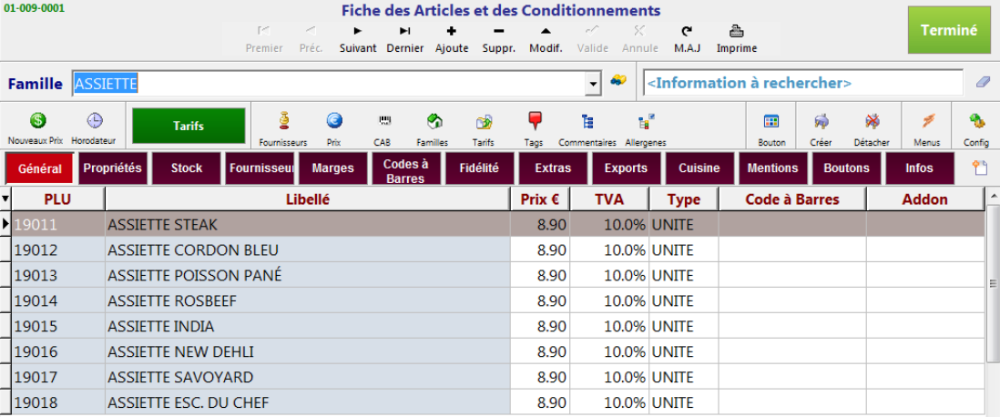 01-009-0001
Fiche des Articles et des Conditionnements
Terminé
Premier Préc. Suivant Dernier Ajoute Suppr. Modif. Valide Annule M.A.J Imprime
Famille ASSIETTE <Information à rechercher>
Tarifs
Nouveaux Prix Horodateur Fournisseurs Prix CAB Familles Tarifs Tags Commentaires Allergenes Bouton Créer Détacher Menus Config
Général Propriétés Stock Fournisseur Marges Codes à Barres Fidélité Extras Exports Cuisine Mentions Boutons Infos
PLU Libellé Prix € TVA Type Code à Barres Addon
19011 ASSIETTE STEAK 8.90 10.0% UNITE
19012 ASSIETTE CORDON BLEU 8.90 10.0% UNITE
19013 ASSIETTE POISSON PANÉ 8.90 10.0% UNITE
19014 ASSIETTE ROSBEEF 8.90 10.0% UNITE
19015 ASSIETTE INDIA 8.90 10.0% UNITE
19016 ASSIETTE NEW DEHLI 8.90 10.0% UNITE
19017 ASSIETTE SAVOYARD 8.90 10.0% UNITE
19018 ASSIETTE ESC. DU CHEF 8.90 10.0% UNITE